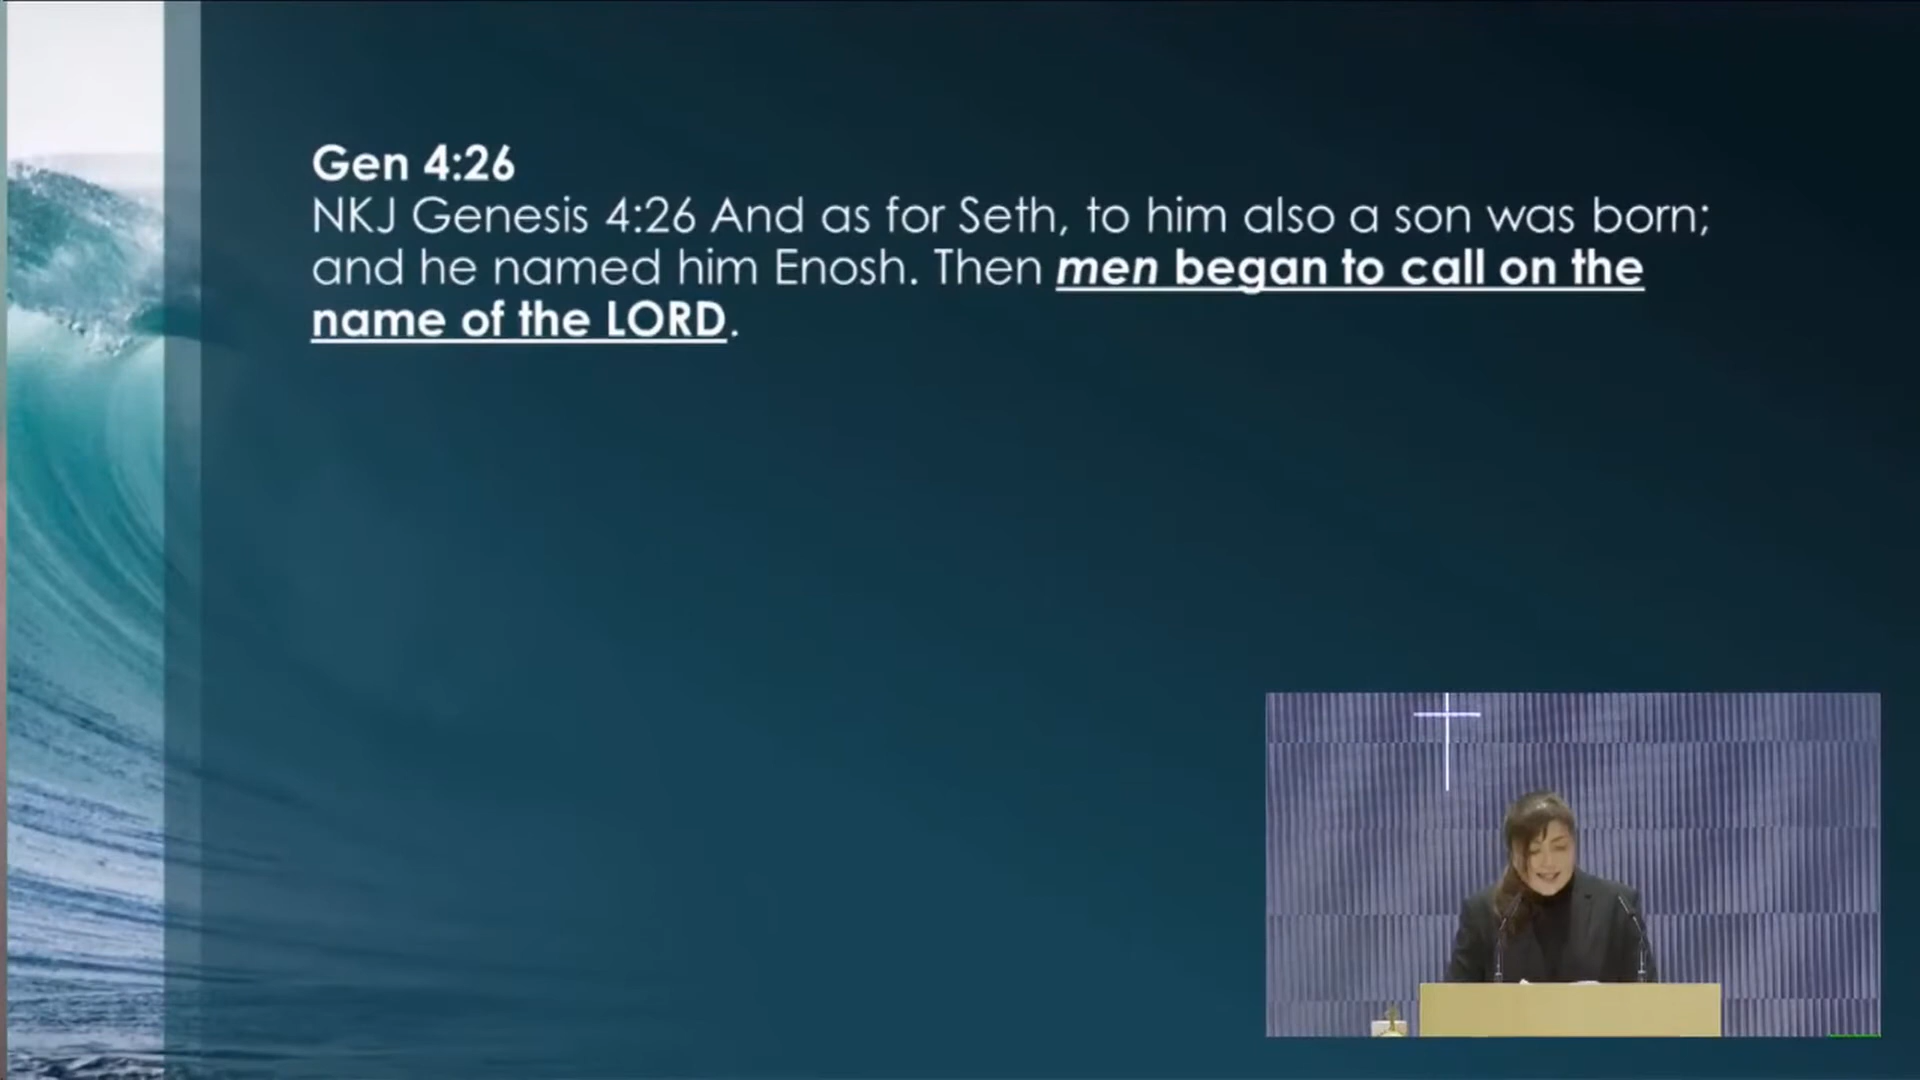 Gen 4:26
NKJ Genesis 4:26 And as for Seth, to him also a son was born;
and he named him Enosh. Then men began to call on the
name of the LORD.